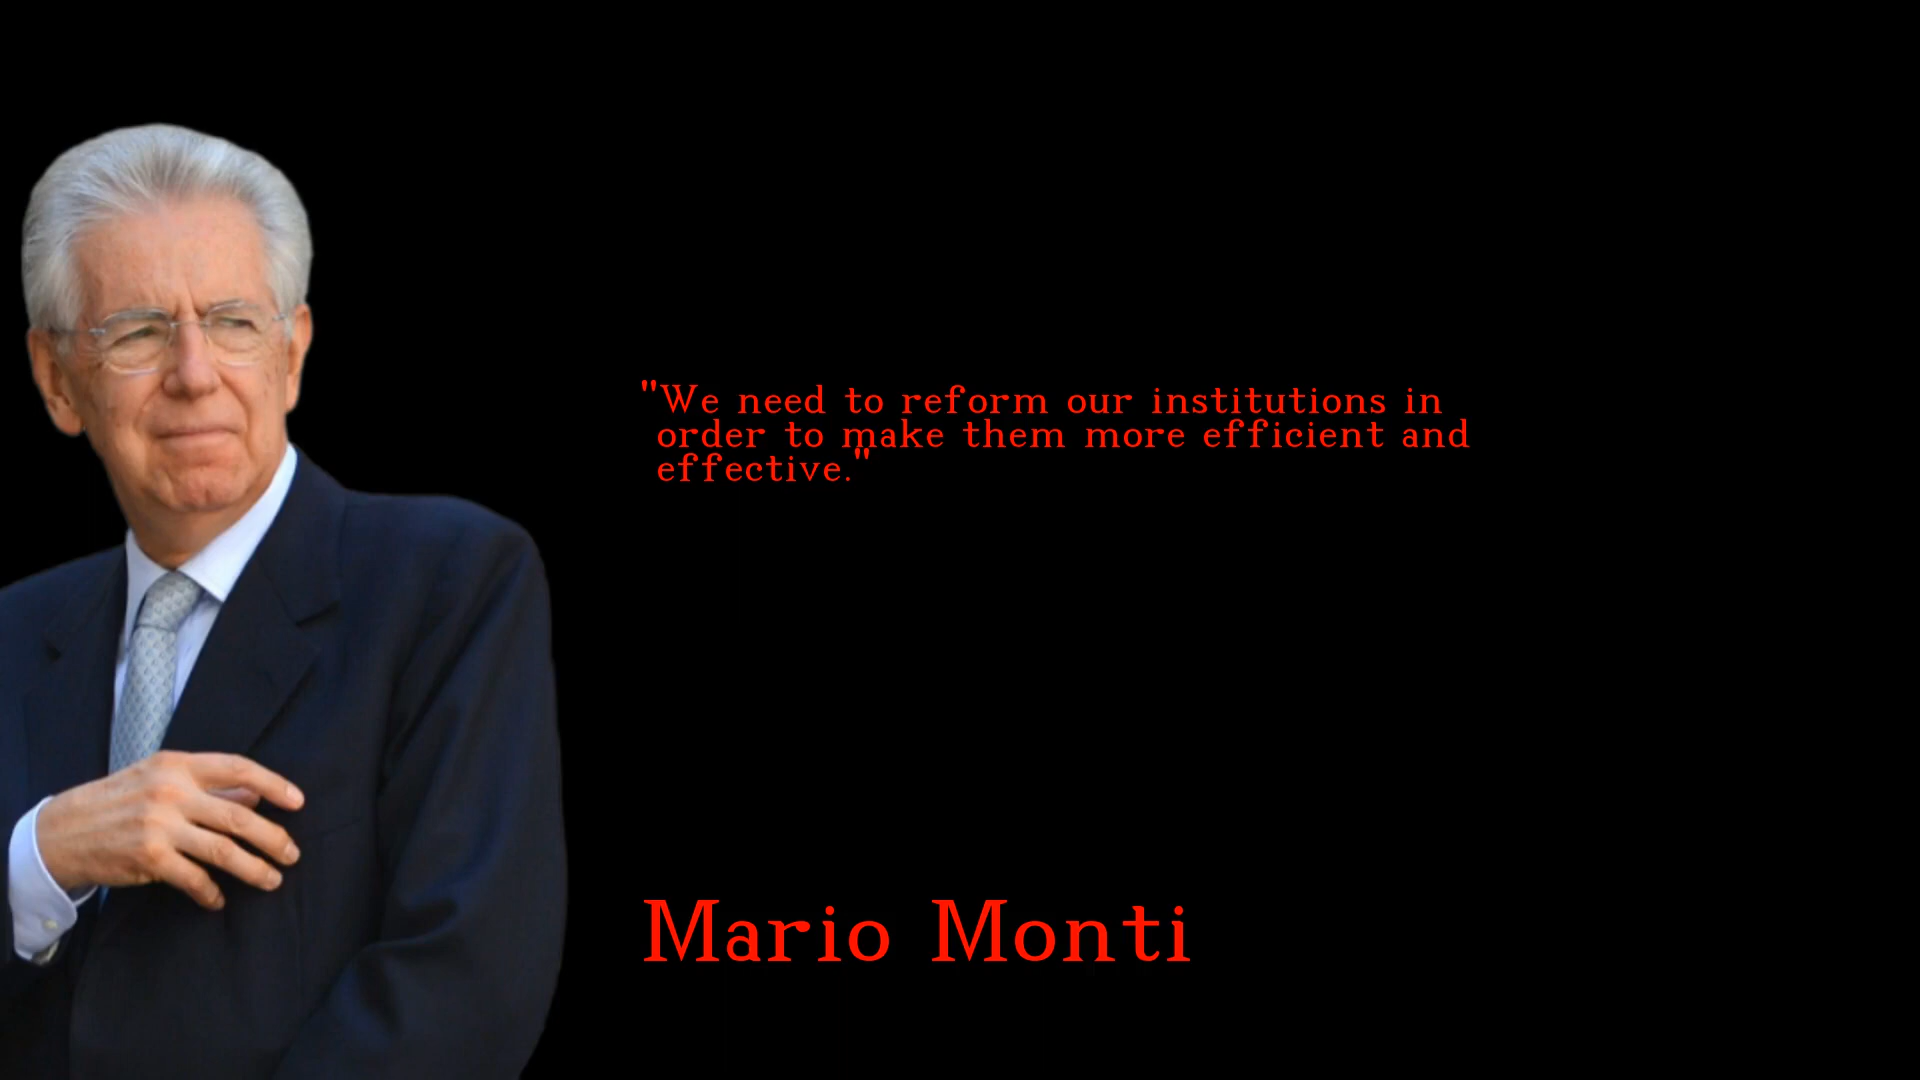 "We need to reform our institutions in
order to make them more efficient and
effective."
Mario Monti